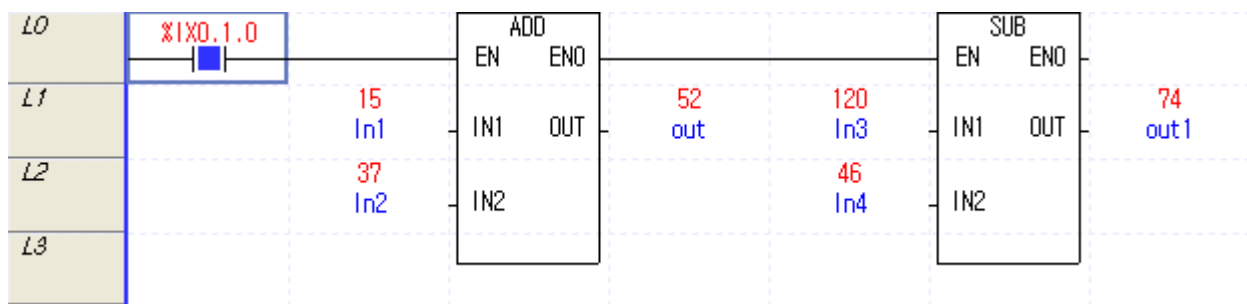 L0 %IX0.1.0 ADD SUB
EN ENO EN ENO
L1 15 52 120 74
In1 IN1 OUT out In3 IN1 OUT out1
L2 37 46
In2 IN2 In4 IN2
L3